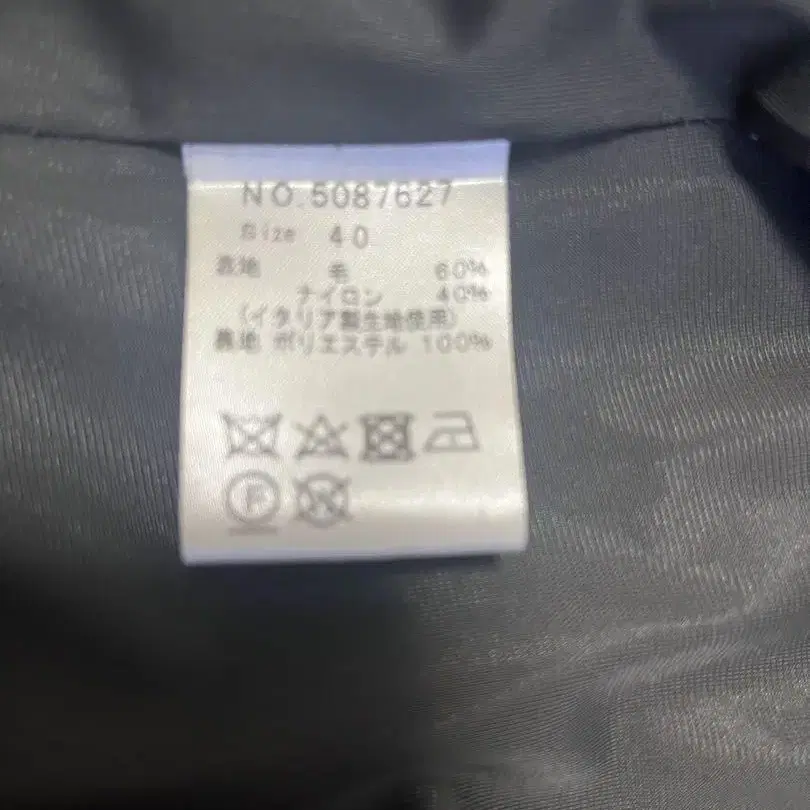 NO.5087627
Size 40
表地 毛 60%
ナイロン 40%
(イタリア製生地使用)
裏地 ポリエステル 100%
F